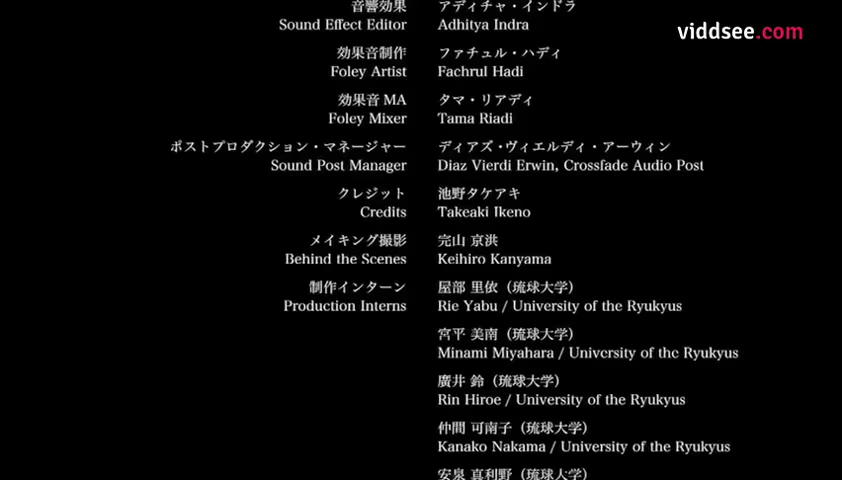 viddsee.com
音響効果 アディチャ・インドラ
Sound Effect Editor Adhitya Indra
効果音制作 ファチュル・ハディ
Foley Artist Fachrul Hadi
効果音 MA タマ・リアディ
Foley Mixer Tama Riadi
ポストプロダクション・マネージャー ディアズ・ヴィエルディ・アーウィン
Sound Post Manager Diaz Vierdi Erwin, Crossfade Audio Post
クレジット 池野タケアキ
Credits Takeaki Ikeno
メイキング撮影 完山 京洪
Behind the Scenes Keihiro Kanyama
制作インターン 屋部 里依（琉球大学）
Production Interns Rie Yabu / University of the Ryukyus
宮平 美南（琉球大学）
Minami Miyahara / University of the Ryukyus
廣井 鈴（琉球大学）
Rin Hiroe / University of the Ryukyus
仲間 可南子（琉球大学）
Kanako Nakama / University of the Ryukyus
安泉 真利野（琉球大学）